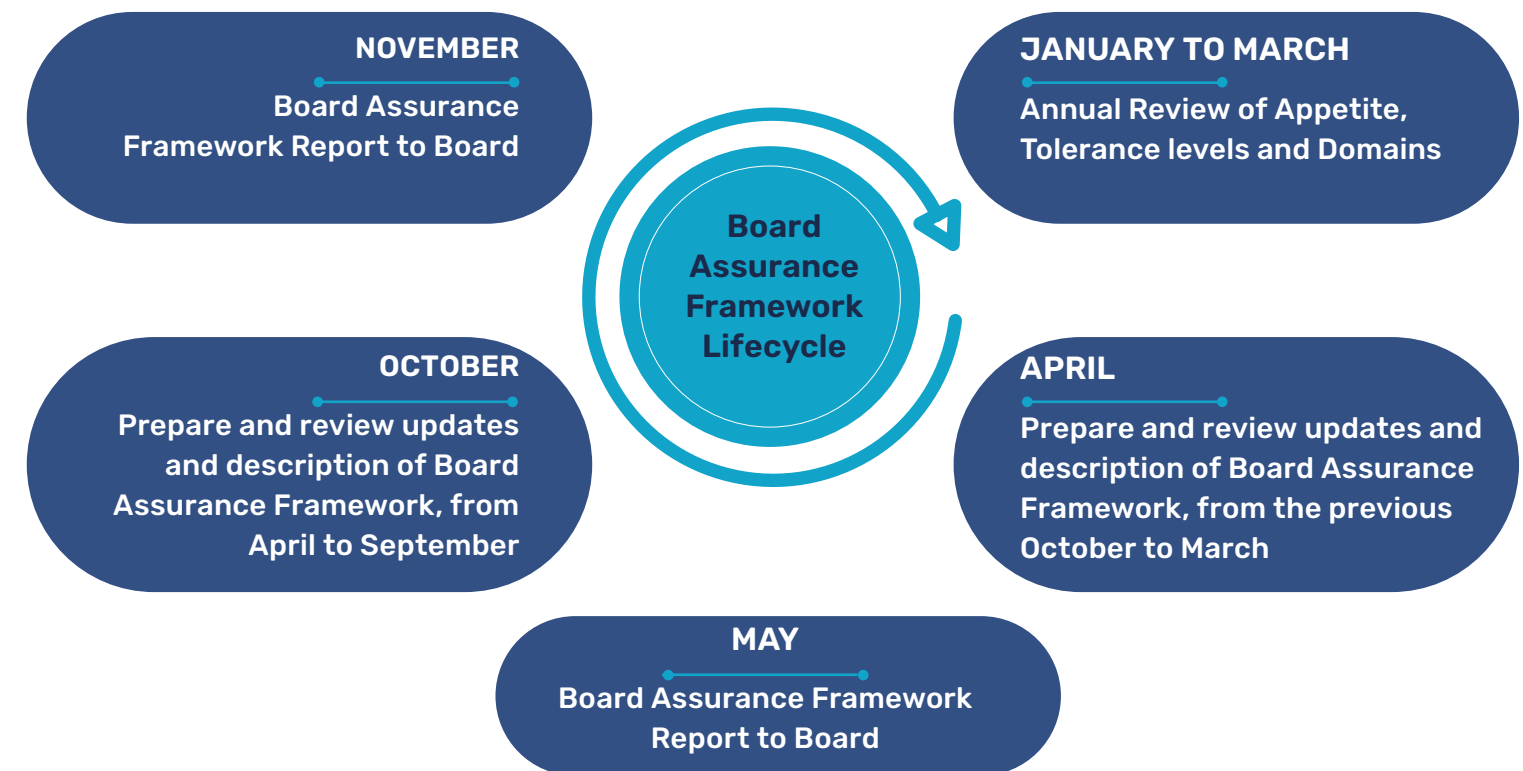 NOVEMBER
Board Assurance
Framework Report to Board
JANUARY TO MARCH
Annual Review of Appetite,
Tolerance levels and Domains
Board
Assurance
Framework
Lifecycle
OCTOBER
Prepare and review updates
and description of Board
Assurance Framework, from
April to September
APRIL
Prepare and review updates and
description of Board Assurance
Framework, from the previous
October to March
MAY
Board Assurance Framework
Report to Board